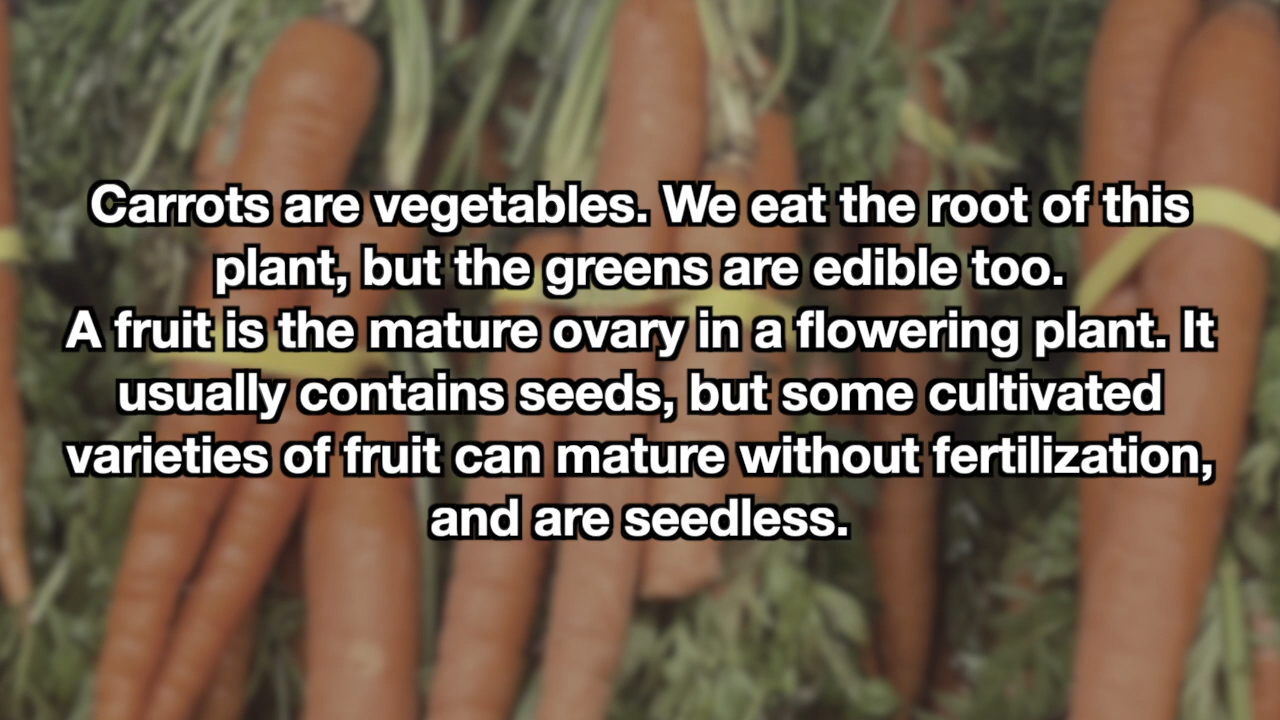 Carrots are vegetables. We eat the root of this
plant, but the greens are edible too.
A fruit is the mature ovary in a flowering plant. It
usually contains seeds, but some cultivated
varieties of fruit can mature without fertilization,
and are seedless.